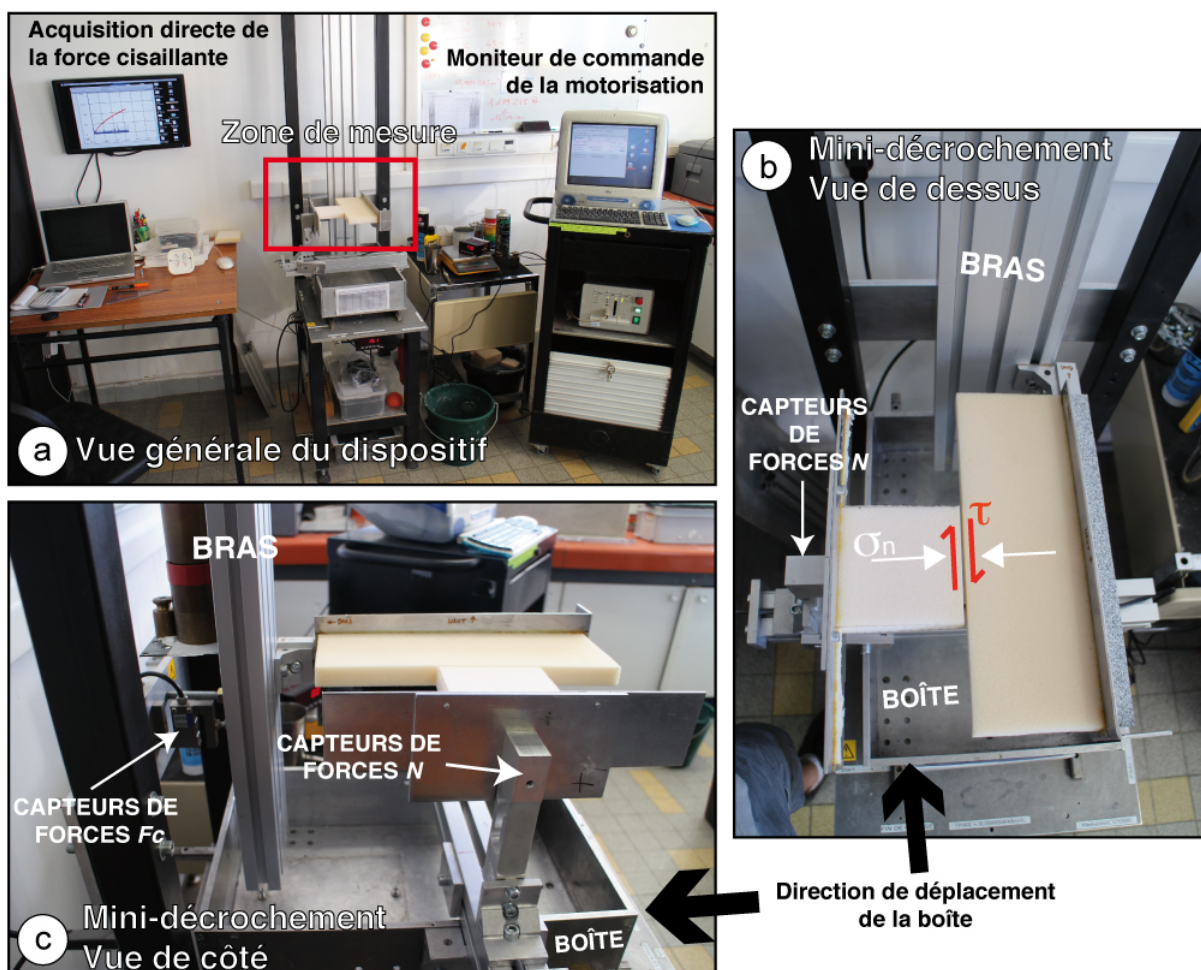 Acquisition directe de
la force cisaillante
Moniteur de commande
de la motorisation
Zone de mesure
a Vue générale du dispositif
b Mini-décrochement
Vue de dessus
BRAS
CAPTEURS
DE
FORCES N
σn
τ
BOÎTE
BRAS
CAPTEURS DE
FORCES N
CAPTEURS DE
FORCES Fc
BOÎTE
c Mini-décrochement
Vue de côté
Direction de déplacement
de la boîte